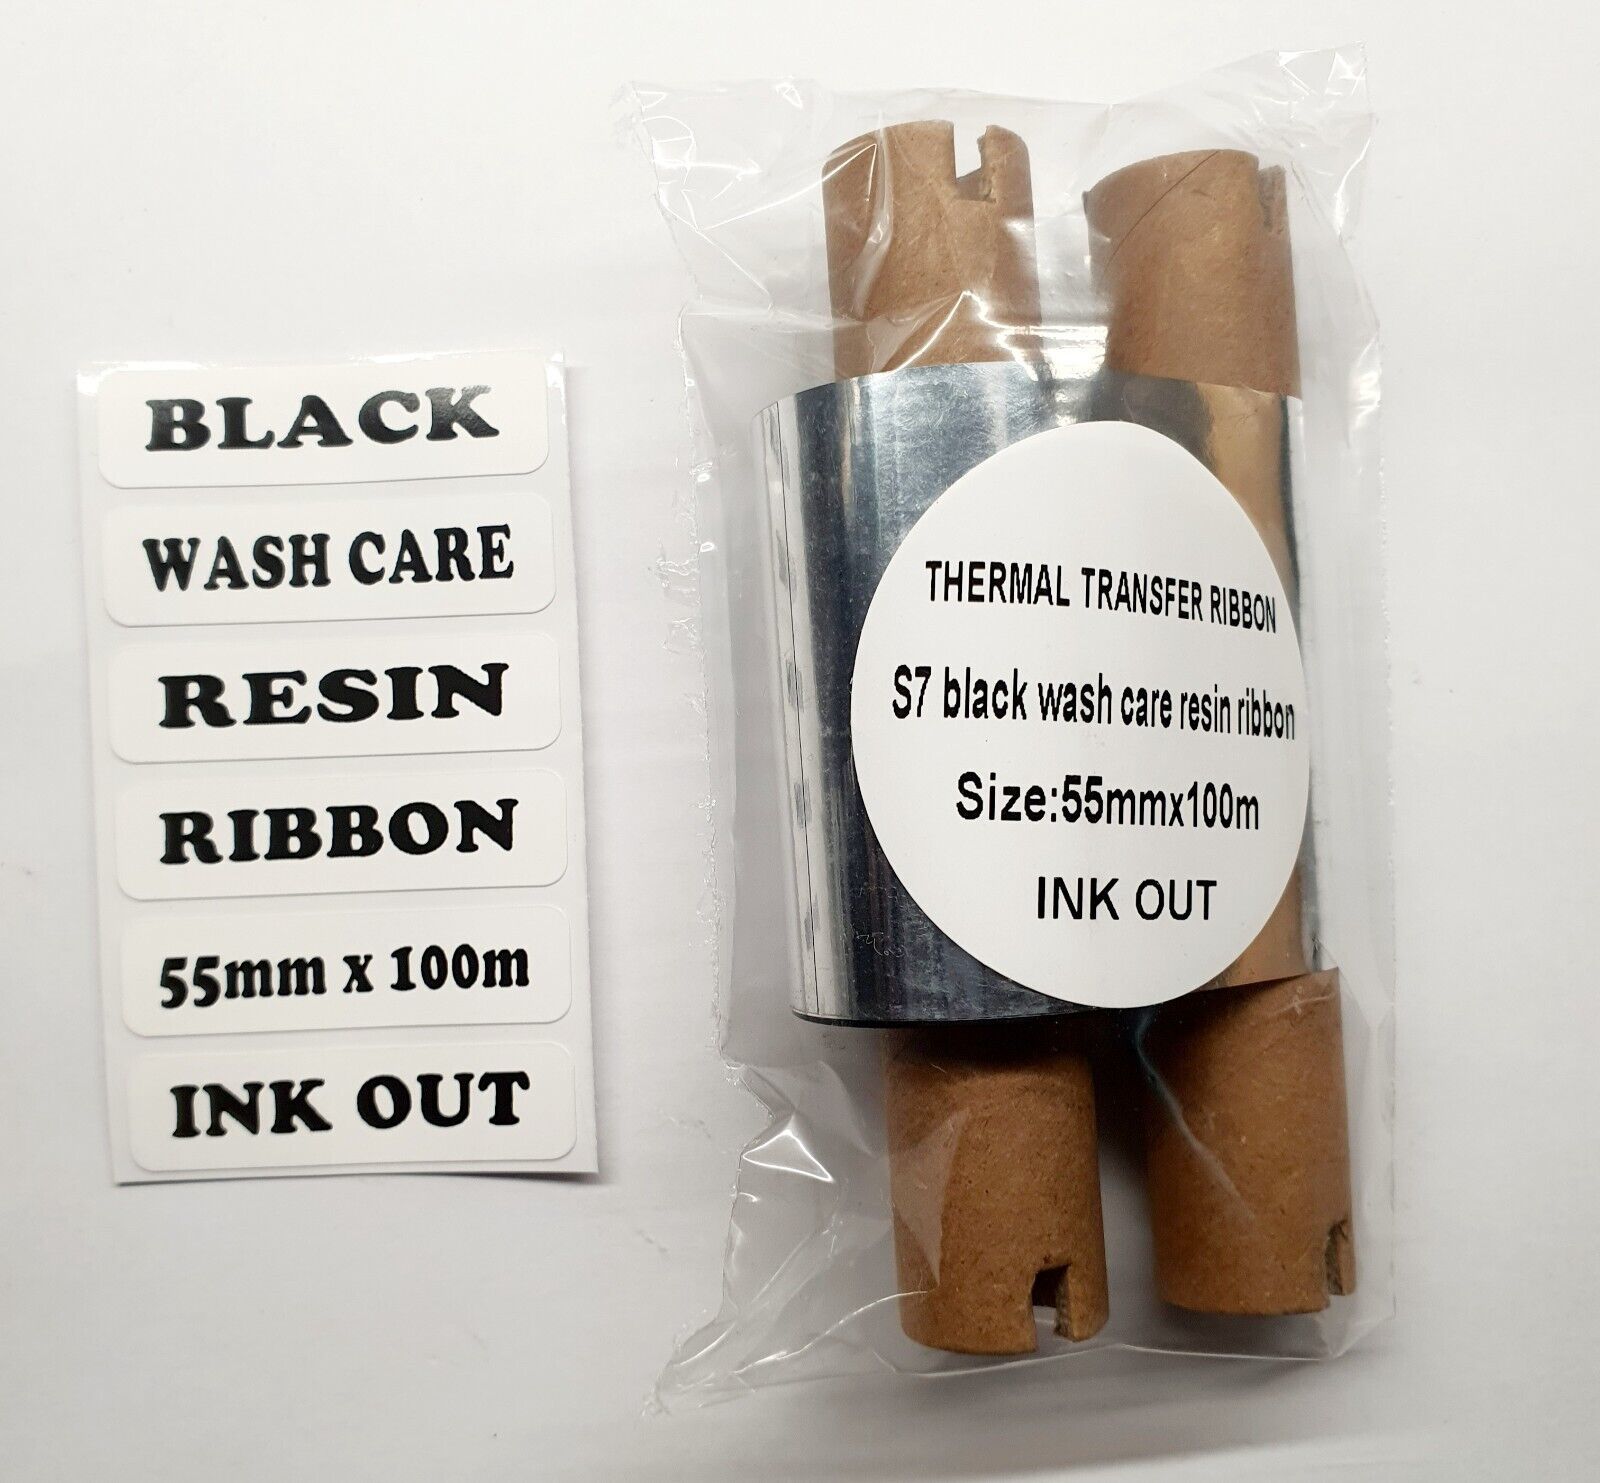 BLACK
WASH CARE
RESIN
RIBBON
55mm x 100m
INK OUT
THERMAL TRANSFER RIBBON
S7 black wash care resin ribbon
Size:55mmx100m
INK OUT